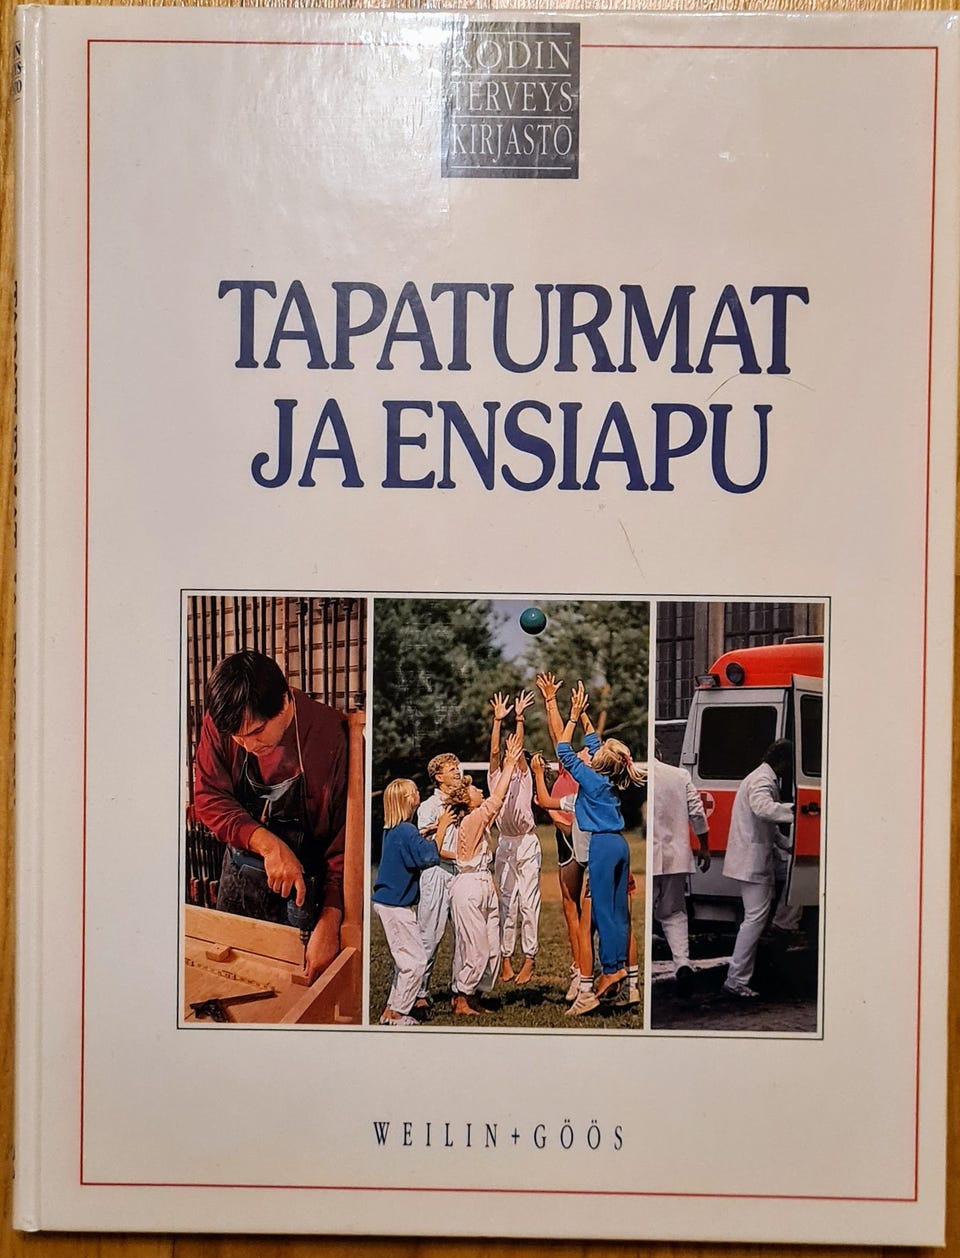 KODIN
TERVEYS-
KIRJASTO
TAPATURMAT
JA ENSIAPU
WEILIN+GÖÖS